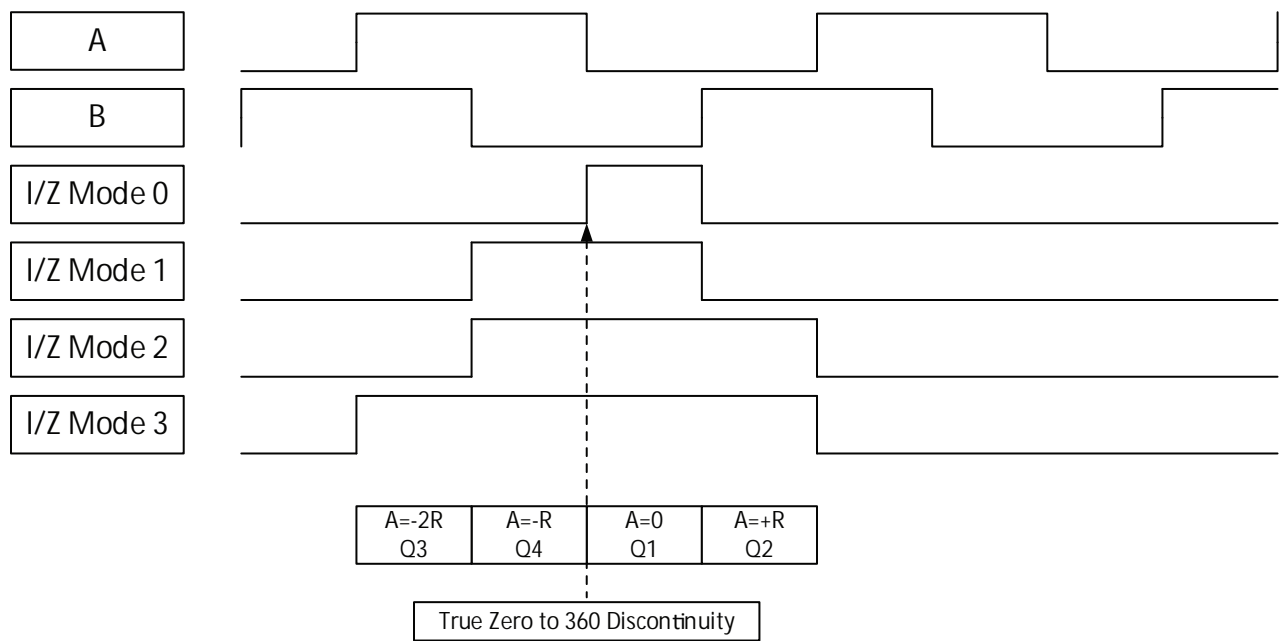 A
B
I/Z Mode 0
I/Z Mode 1
I/Z Mode 2
I/Z Mode 3
A=-2R A=-R A=0 A=+R
Q3 Q4 Q1 Q2
True Zero to 360 Discontinuity